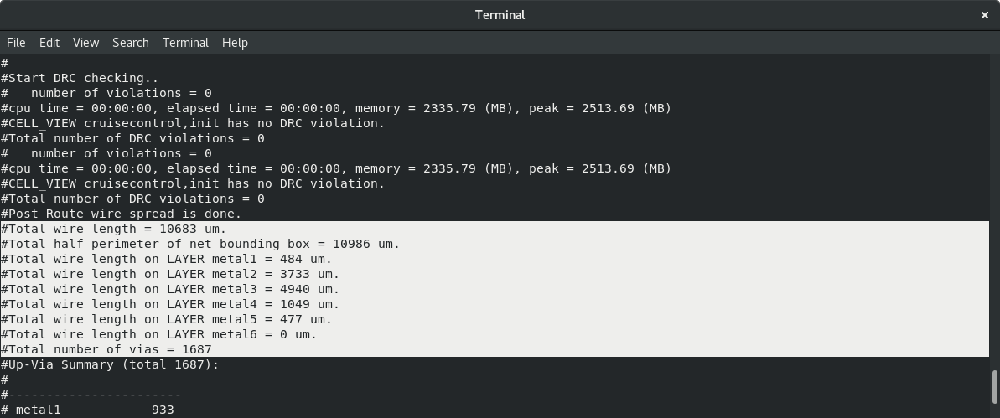 Terminal
File Edit View Search Terminal Help
#
#Start DRC checking..
#   number of violations = 0
#cpu time = 00:00:00, elapsed time = 00:00:00, memory = 2335.79 (MB), peak = 2513.69 (MB)
#CELL_VIEW cruisecontrol,init has no DRC violation.
#Total number of DRC violations = 0
#   number of violations = 0
#cpu time = 00:00:00, elapsed time = 00:00:00, memory = 2335.79 (MB), peak = 2513.69 (MB)
#CELL_VIEW cruisecontrol,init has no DRC violation.
#Total number of DRC violations = 0
#Post Route wire spread is done.
#Total wire length = 10683 um.
#Total half perimeter of net bounding box = 10986 um.
#Total wire length on LAYER metal1 = 484 um.
#Total wire length on LAYER metal2 = 3733 um.
#Total wire length on LAYER metal3 = 4940 um.
#Total wire length on LAYER metal4 = 1049 um.
#Total wire length on LAYER metal5 = 477 um.
#Total wire length on LAYER metal6 = 0 um.
#Total number of vias = 1687
#Up-Via Summary (total 1687):
#
#-----------------------
# metal1            933